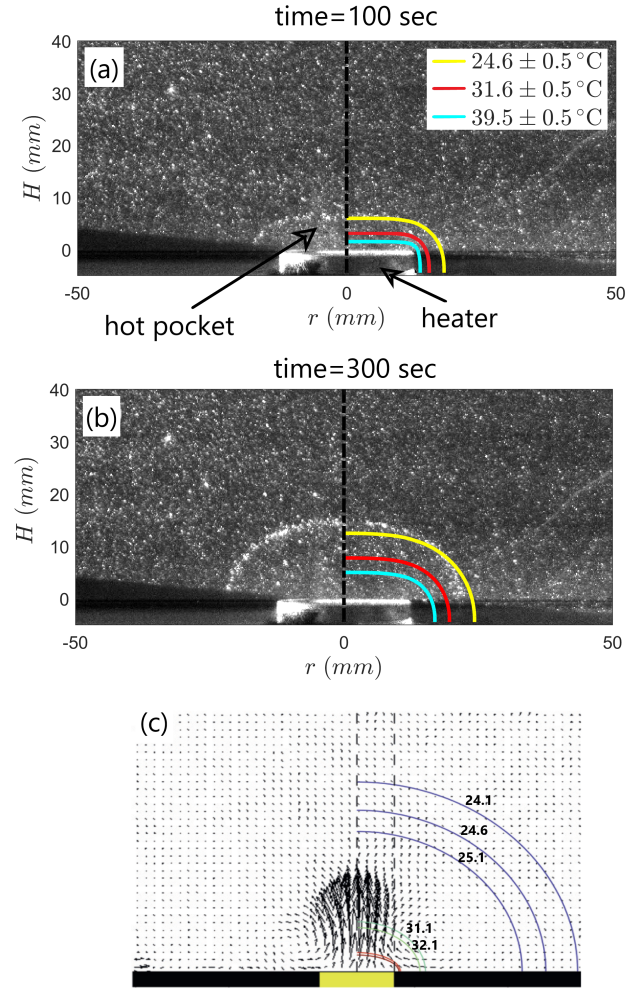 time=100 sec
(a)
24.6 ± 0.5 °C
31.6 ± 0.5 °C
39.5 ± 0.5 °C
40
30
20
10
0
H (mm)
-50
0
50
r (mm)
hot pocket
heater
time=300 sec
(b)
40
30
20
10
0
H (mm)
-50
0
50
r (mm)
(c)
24.1
24.6
25.1
31.1
32.1